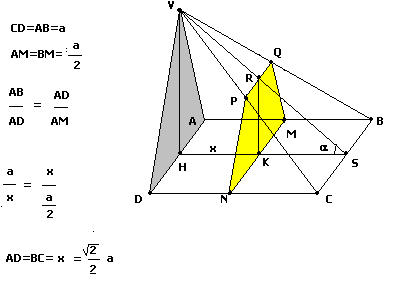 CD=AB=a
AM=BM= a
2
AB = AD
AD AM
a = x
x a
2
AD=BC= x = √2 a
2
V
Q
R
P
A
M
B
x
α
H
K
S
D
N
C